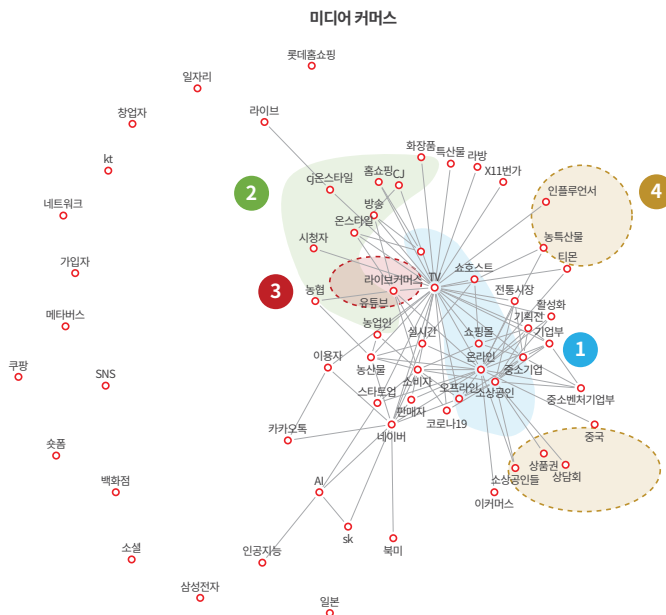 미디어 커머스
롯데홈쇼핑
일자리
라이브
창업자
화장품
특산물
라방
kt
홈쇼핑
CJ
X11번가
cj온스타일
인플루언서
2
4
네트워크
방송
온스타일
시청자
농특산물
가입자
TV
쇼호스트
티몬
라이브커머스
3
농협
유튜브
전통시장
활성화
메타버스
농업인
실시간
쇼핑몰
기획전
기업부
1
쿠팡
SNS
이용자
농산물
온라인
중소기업
소비자
스타트업
오프라인
소상공인
중소벤처기업부
판매자
코로나19
카카오톡
네이버
중국
숏폼
백화점
AI
상품권
소상공인들
상담회
이커머스
소셜
인공지능
sk
북미
삼성전자
일본